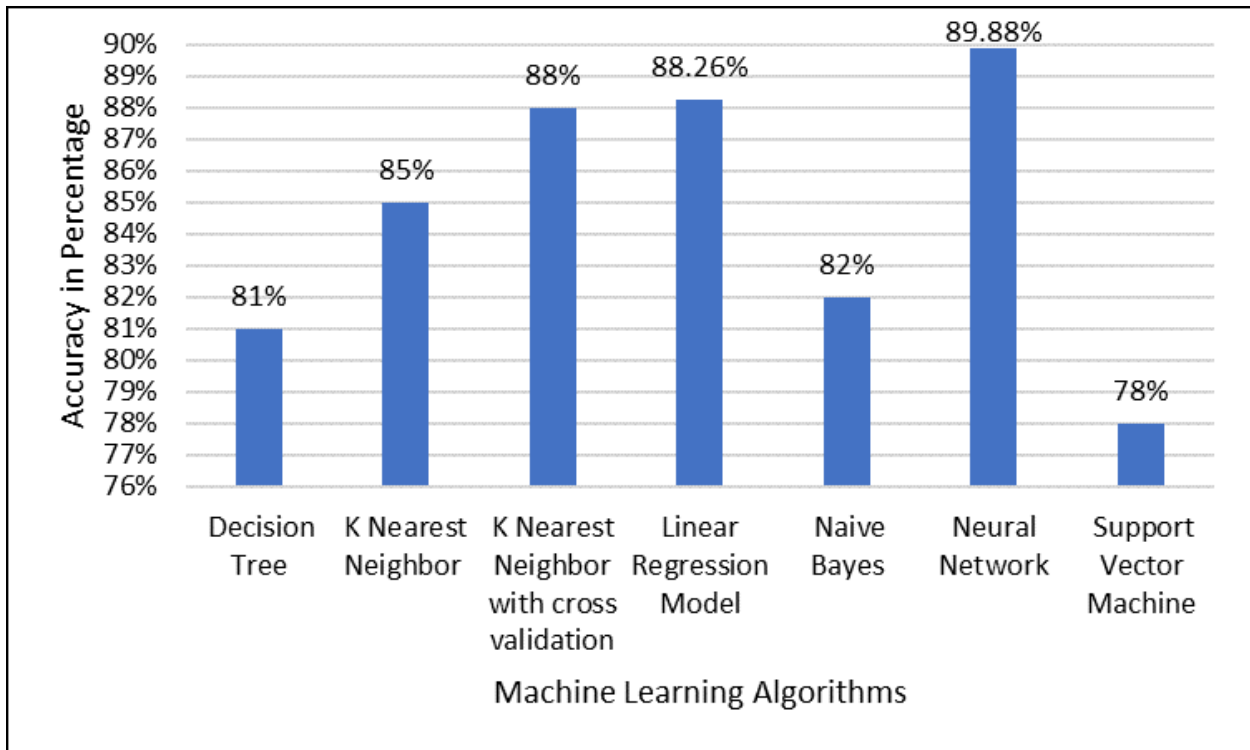 Accuracy in Percentage
90%
89%
88%
87%
86%
85%
84%
83%
82%
81%
80%
79%
78%
77%
76%
81%
85%
88%
88.26%
82%
89.88%
78%
Decision
Tree
K Nearest
Neighbor
K Nearest
Neighbor
with cross
validation
Linear
Regression
Model
Naive
Bayes
Neural
Network
Support
Vector
Machine
Machine Learning Algorithms